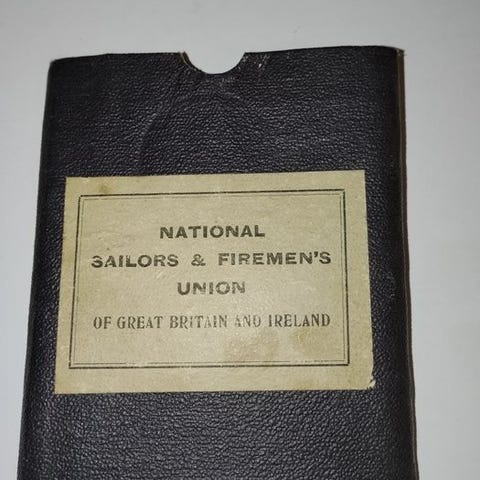 NATIONAL
SAILORS & FIREMEN'S
UNION
OF GREAT BRITAIN AND IRELAND